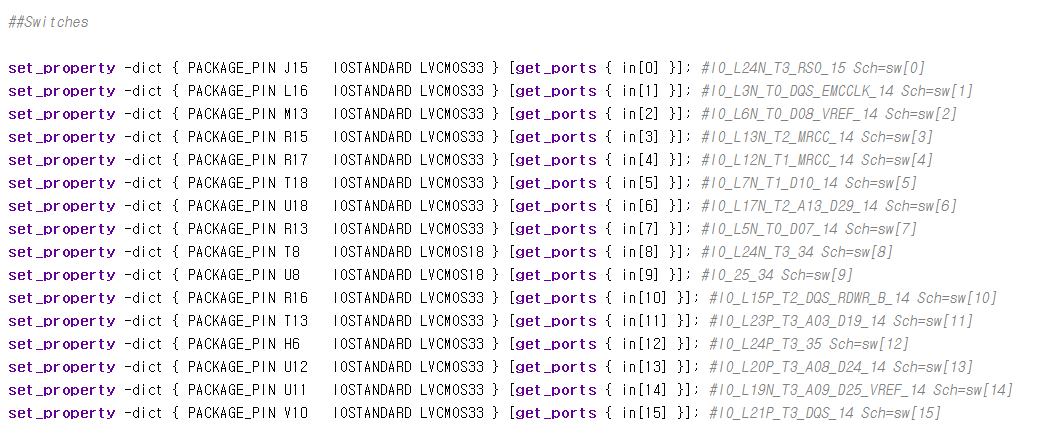 ##Switches
set_property -dict { PACKAGE_PIN J15   IOSTANDARD LVCMOS33 } [get_ports { in[0] }]; #IO_L24N_T3_RS0_15 Sch=sw[0]
set_property -dict { PACKAGE_PIN L16   IOSTANDARD LVCMOS33 } [get_ports { in[1] }]; #IO_L3N_T0_DQS_EMCCLK_14 Sch=sw[1]
set_property -dict { PACKAGE_PIN M13   IOSTANDARD LVCMOS33 } [get_ports { in[2] }]; #IO_L6N_T0_D08_VREF_14 Sch=sw[2]
set_property -dict { PACKAGE_PIN R15   IOSTANDARD LVCMOS33 } [get_ports { in[3] }]; #IO_L13N_T2_MRCC_14 Sch=sw[3]
set_property -dict { PACKAGE_PIN R17   IOSTANDARD LVCMOS33 } [get_ports { in[4] }]; #IO_L12N_T1_MRCC_14 Sch=sw[4]
set_property -dict { PACKAGE_PIN T18   IOSTANDARD LVCMOS33 } [get_ports { in[5] }]; #IO_L7N_T1_D10_14 Sch=sw[5]
set_property -dict { PACKAGE_PIN U18   IOSTANDARD LVCMOS33 } [get_ports { in[6] }]; #IO_L17N_T2_A13_D29_14 Sch=sw[6]
set_property -dict { PACKAGE_PIN R13   IOSTANDARD LVCMOS33 } [get_ports { in[7] }]; #IO_L5N_T0_D07_14 Sch=sw[7]
set_property -dict { PACKAGE_PIN T8    IOSTANDARD LVCMOS18 } [get_ports { in[8] }]; #IO_L24N_T3_34 Sch=sw[8]
set_property -dict { PACKAGE_PIN U8    IOSTANDARD LVCMOS18 } [get_ports { in[9] }]; #IO_25_34 Sch=sw[9]
set_property -dict { PACKAGE_PIN R16   IOSTANDARD LVCMOS33 } [get_ports { in[10] }]; #IO_L15P_T2_DQS_RDWR_B_14 Sch=sw[10]
set_property -dict { PACKAGE_PIN T13   IOSTANDARD LVCMOS33 } [get_ports { in[11] }]; #IO_L23P_T3_A03_D19_14 Sch=sw[11]
set_property -dict { PACKAGE_PIN H6    IOSTANDARD LVCMOS33 } [get_ports { in[12] }]; #IO_L24P_T3_35 Sch=sw[12]
set_property -dict { PACKAGE_PIN U12   IOSTANDARD LVCMOS33 } [get_ports { in[13] }]; #IO_L20P_T3_A08_D24_14 Sch=sw[13]
set_property -dict { PACKAGE_PIN U11   IOSTANDARD LVCMOS33 } [get_ports { in[14] }]; #IO_L19N_T3_A09_D25_VREF_14 Sch=sw[14]
set_property -dict { PACKAGE_PIN V10   IOSTANDARD LVCMOS33 } [get_ports { in[15] }]; #IO_L21P_T3_DQS_14 Sch=sw[15]